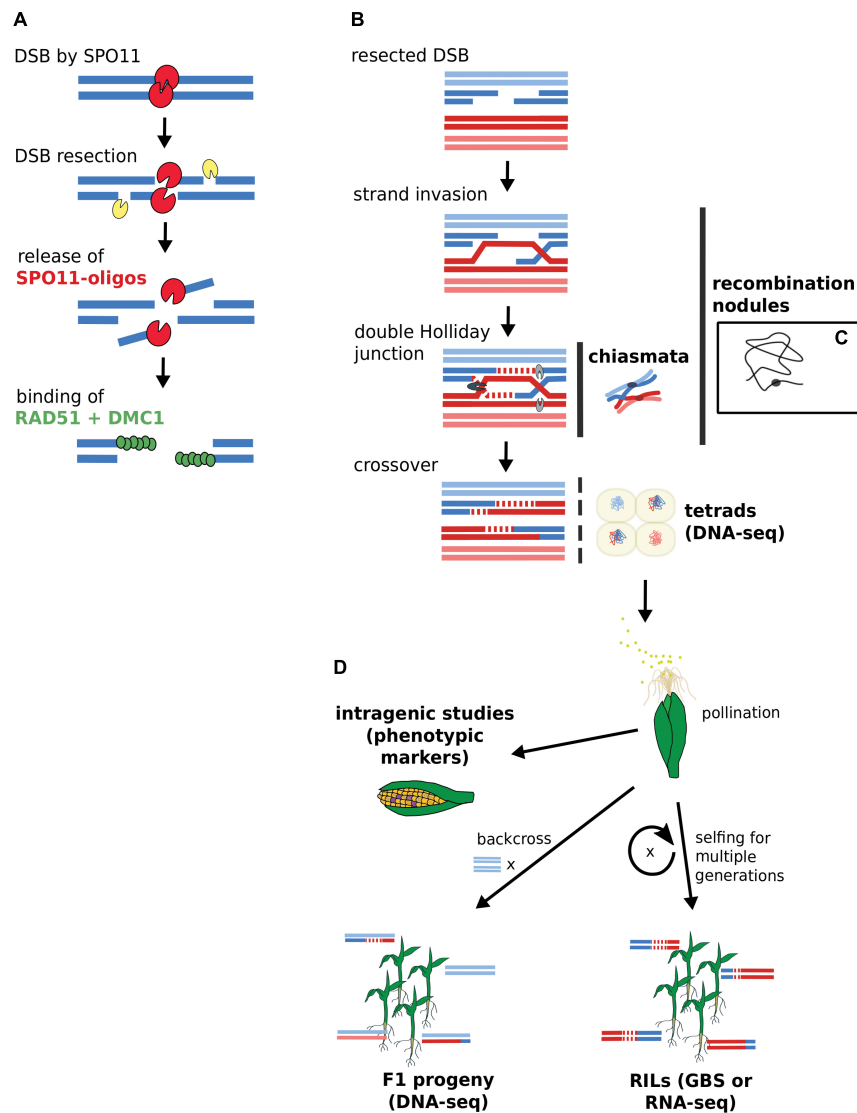 A
DSB by SPO11
DSB resection
release of
SPO11-oligos
binding of
RAD51 + DMC1
B
resected DSB
strand invasion
double Holliday
junction
chiasmata
recombination
nodules
C
crossover
tetrads
(DNA-seq)
D
pollination
intragenic studies
(phenotypic
markers)
backcross
x
x
selfing for
multiple
generations
F1 progeny
(DNA-seq)
RILs (GBS or
RNA-seq)